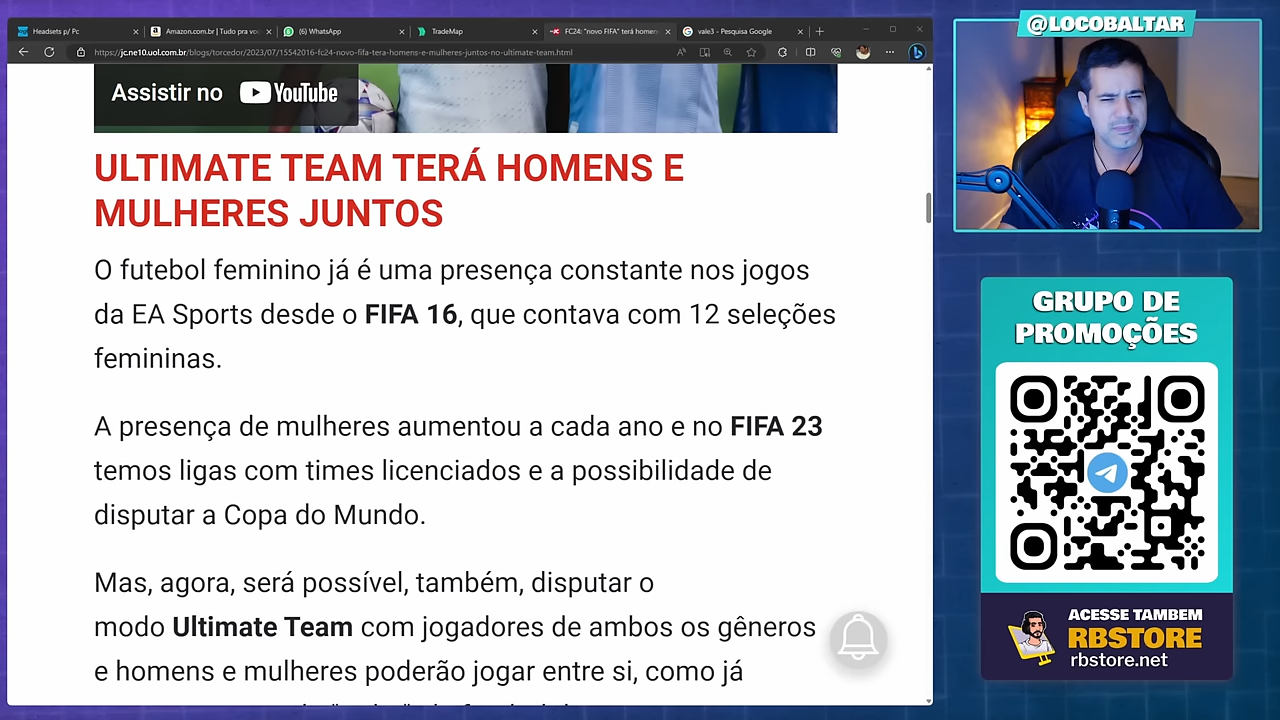 Headsets p/ Pc
Amazon.com.br | Tudo pra vo
(6) WhatsApp
TradeMap
FC24: "novo FIFA" terá homen
vale3 - Pesquisa Google
https://jc.ne10.uol.com.br/blogs/torcedor/2023/07/15542016-fc24-novo-fifa-tera-homens-e-mulheres-juntos-no-ultimate-team.html
@LOCOBALTAR
Assistir no YouTube
ULTIMATE TEAM TERÁ HOMENS E
MULHERES JUNTOS
O futebol feminino já é uma presença constante nos jogos
da EA Sports desde o FIFA 16, que contava com 12 seleções
femininas.
A presença de mulheres aumentou a cada ano e no FIFA 23
temos ligas com times licenciados e a possibilidade de
disputar a Copa do Mundo.
Mas, agora, será possível, também, disputar o
modo Ultimate Team com jogadores de ambos os gêneros
e homens e mulheres poderão jogar entre si, como já
GRUPO DE
PROMOÇÕES
ACESSE TAMBEM
RBSTORE
rbstore.net